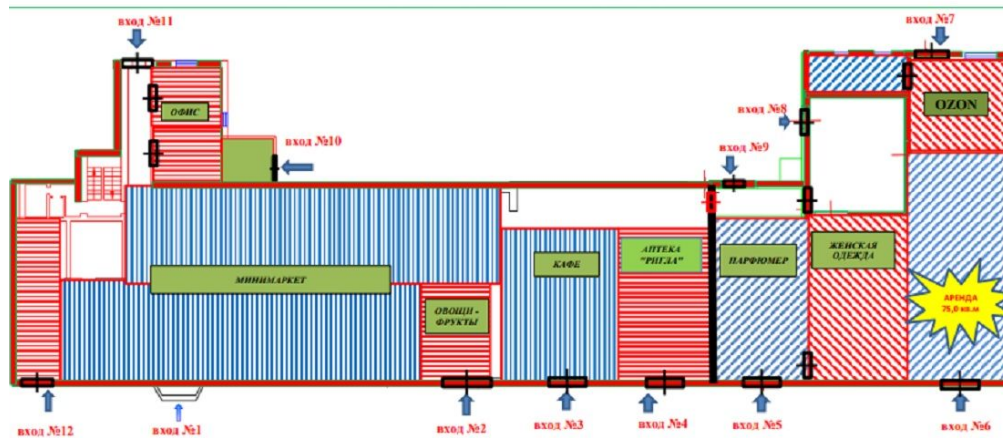 вход №11
вход №7
ОФИС
OZON
вход №8
вход №10
вход №9
МИНИМАРКЕТ
ОВОЩИ -
ФРУКТЫ
КАФЕ
АПТЕКА
"РИГЛА"
ПАРФЮМЕР
ЖЕНСКАЯ
ОДЕЖДА
АРЕНДА
75,0 кв.м
вход №12
вход №1
вход №2
вход №3
вход №4
вход №5
вход №6